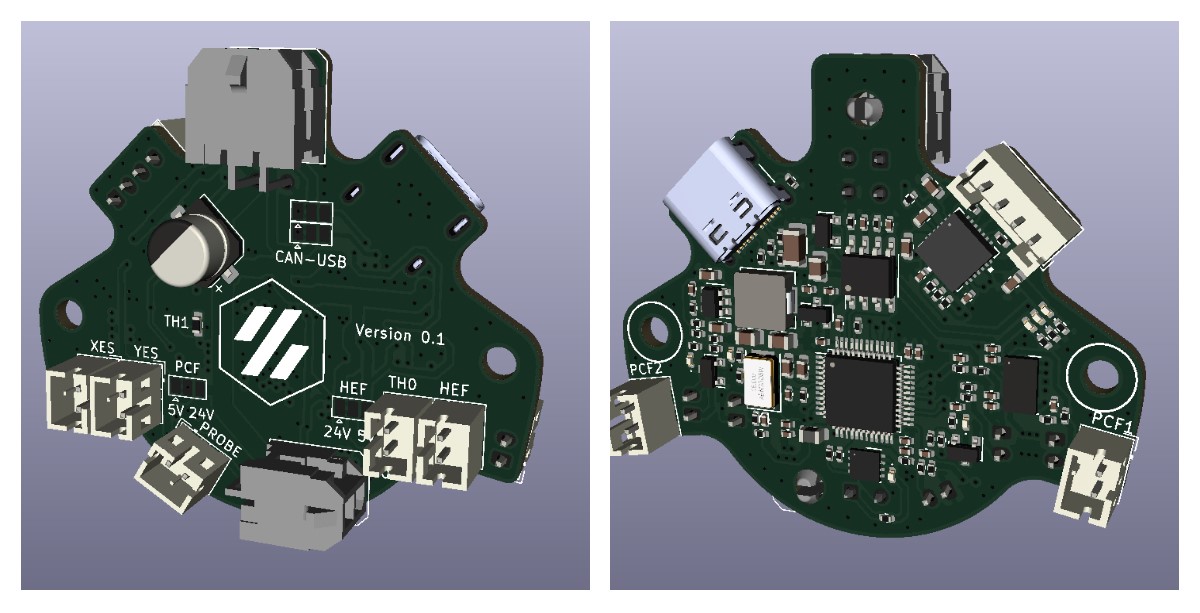 CAN-USB
TH1
Version 0.1
XES YES
PCF
5V 24V
PROBE
HEF TH0 HEF
24V 5
PCF2
PCF1